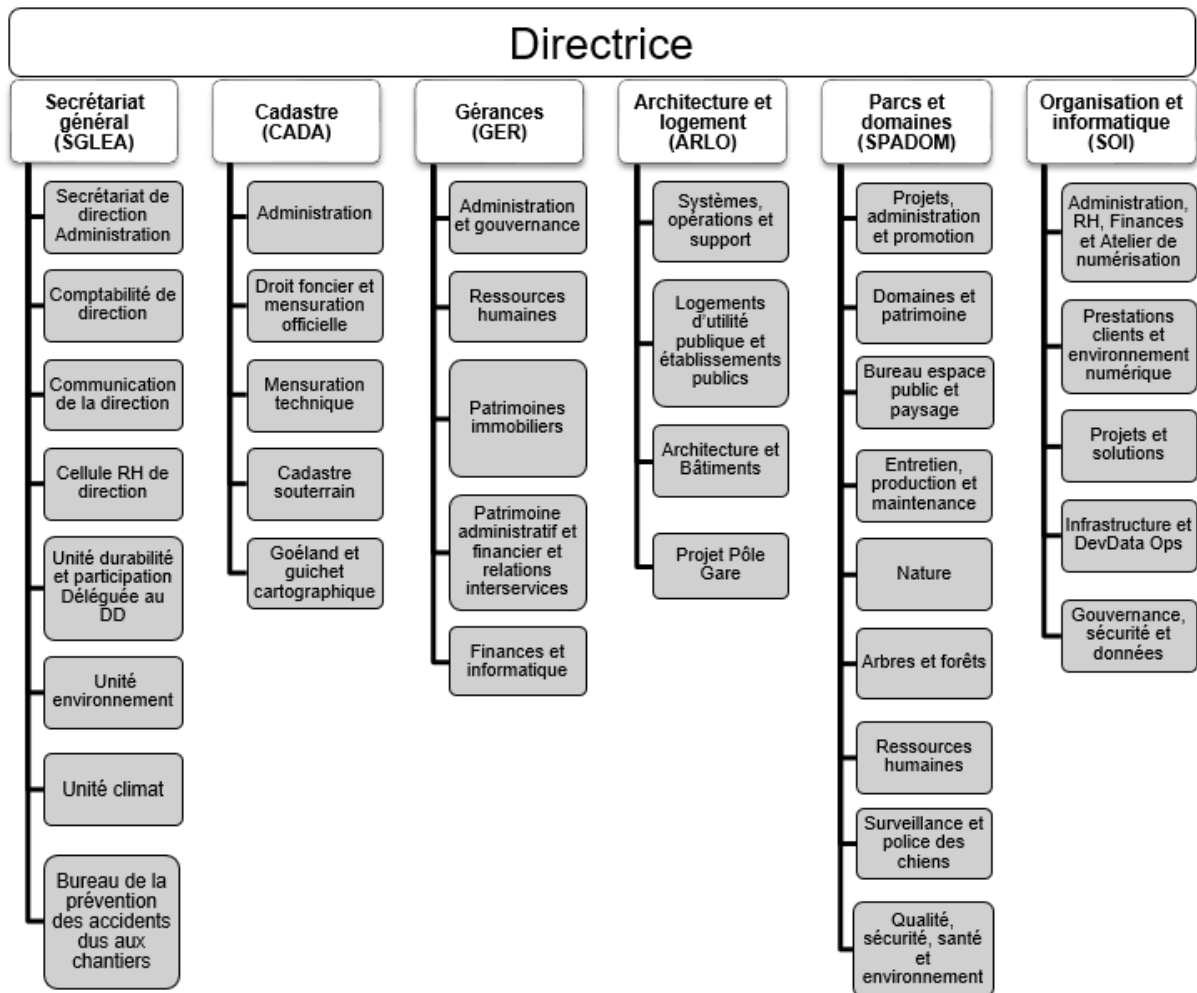 Directrice
Secrétariat
général
(SGLEA)
Secrétariat de
direction
Administration
Comptabilité de
direction
Communication
de la direction
Cellule RH de
direction
Unité durabilité
et participation
Déléguée au
DD
Unité
environnement
Unité climat
Bureau de la
prévention
des accidents
dus aux
chantiers
Cadastre
(CADA)
Administration
Droit foncier et
mensuration
officielle
Mensuration
technique
Cadastre
souterrain
Goéland et
guichet
cartographique
Gérances
(GER)
Administration
et gouvernance
Ressources
humaines
Patrimoines
immobiliers
Patrimoine
administratif et
financier et
relations
interservices
Finances et
informatique
Architecture et
logement
(ARLO)
Systèmes,
opérations et
support
Logements
d'utilité
publique et
établissements
publics
Architecture et
Bâtiments
Projet Pôle
Gare
Parcs et
domaines
(SPADOM)
Projets,
administration
et promotion
Domaines et
patrimoine
Bureau espace
public et
paysage
Entretien,
production et
maintenance
Nature
Arbres et forêts
Ressources
humaines
Surveillance et
police des
chiens
Qualité,
sécurité, santé
et
environnement
Organisation et
informatique
(SOI)
Administration,
RH, Finances
et Atelier de
numérisation
Prestations
clients et
environnement
numérique
Projets et
solutions
Infrastructure et
DevData Ops
Gouvernance,
sécurité et
données